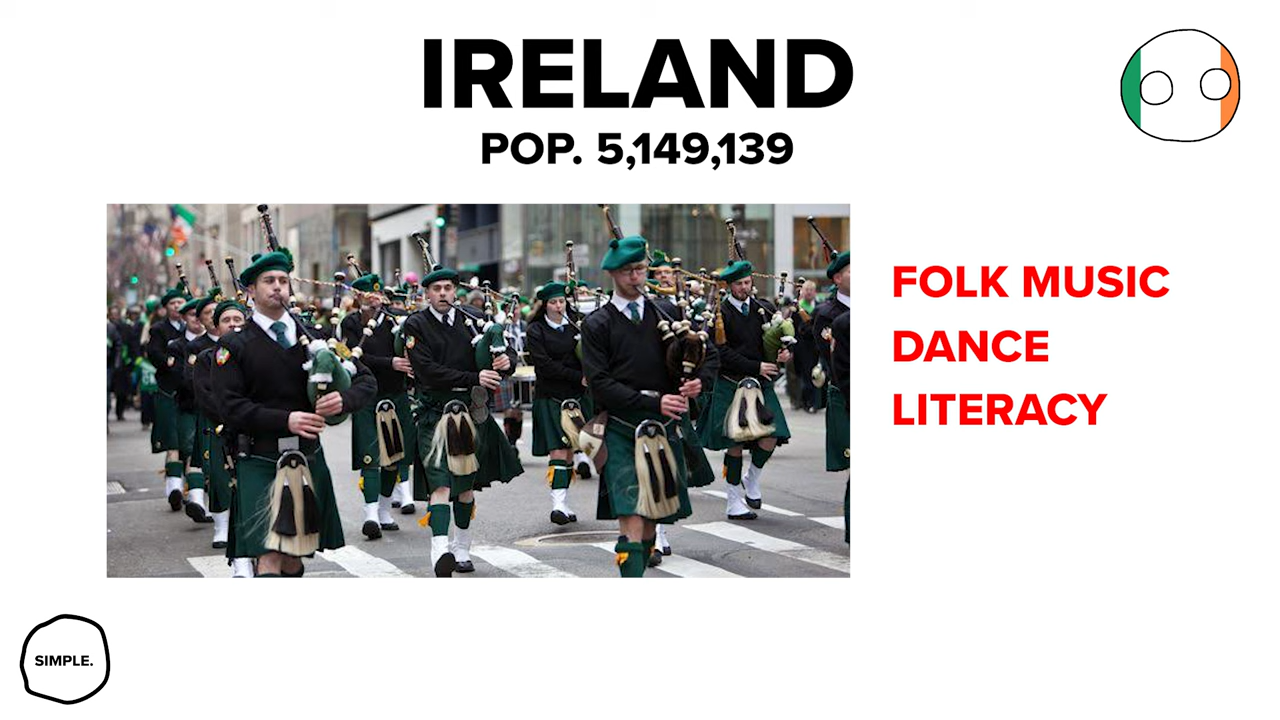 IRELAND
POP. 5,149,139
FOLK MUSIC
DANCE
LITERACY
SIMPLE.